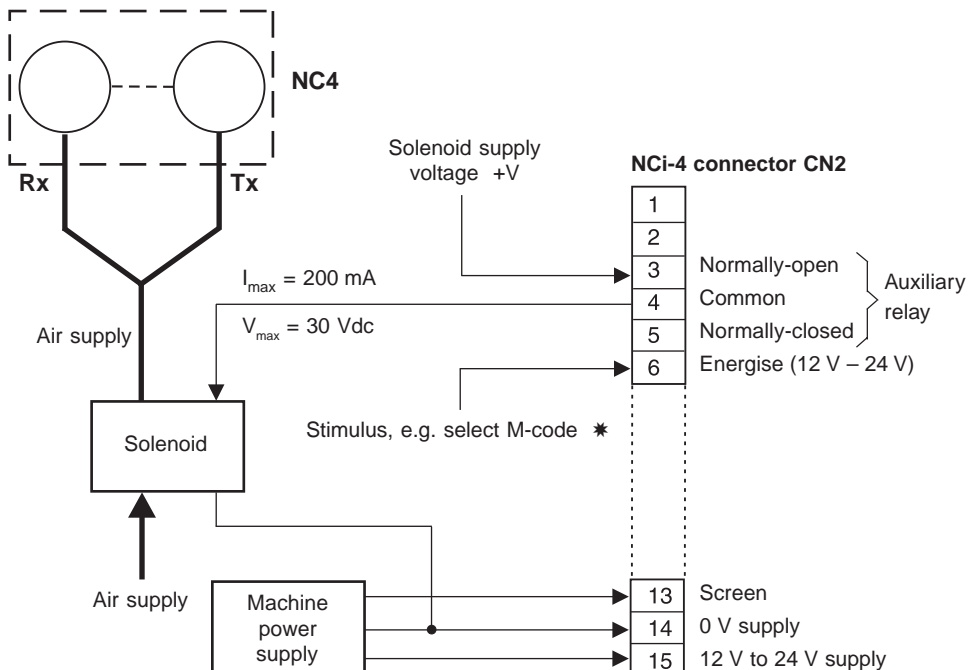 NC4
Rx
Tx
Solenoid supply
voltage +V
NCi-4 connector CN2
1
2
3 Normally-open
4 Common
5 Normally-closed
6 Energise (12 V – 24 V)
Auxiliary
relay
Imax = 200 mA
Vmax = 30 Vdc
Air supply
Solenoid
Stimulus, e.g. select M-code ✷
Air supply
Machine
power
supply
13 Screen
14 0 V supply
15 12 V to 24 V supply